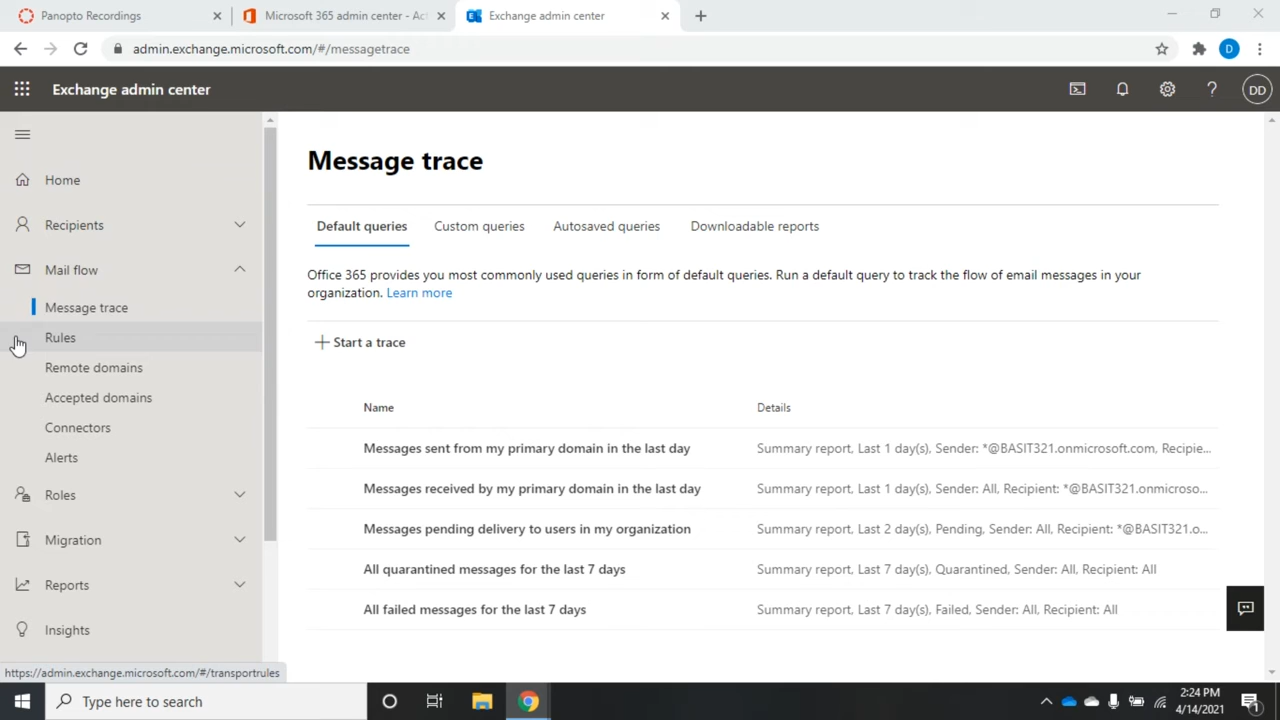 Panopto Recordings
Microsoft 365 admin center - Ac
Exchange admin center
admin.exchange.microsoft.com/#/messagetrace
D
Exchange admin center
DD
Home
Recipients
Mail flow
Message trace
Rules
Remote domains
Accepted domains
Connectors
Alerts
Roles
Migration
Reports
Insights
https://admin.exchange.microsoft.com/#/transportrules
Message trace
Default queries
Custom queries
Autosaved queries
Downloadable reports
Office 365 provides you most commonly used queries in form of default queries. Run a default query to track the flow of email messages in your
organization. Learn more
Start a trace
Name
Details
Messages sent from my primary domain in the last day
Summary report, Last 1 day(s), Sender: *@BASIT321.onmicrosoft.com, Recipie...
Messages received by my primary domain in the last day
Summary report, Last 1 day(s), Sender: All, Recipient: *@BASIT321.onmicroso...
Messages pending delivery to users in my organization
Summary report, Last 2 day(s), Pending, Sender: All, Recipient: *@BASIT321.o...
All quarantined messages for the last 7 days
Summary report, Last 7 day(s), Quarantined, Sender: All, Recipient: All
All failed messages for the last 7 days
Summary report, Last 7 day(s), Failed, Sender: All, Recipient: All
Type here to search
2:24 PM
4/14/2021
1